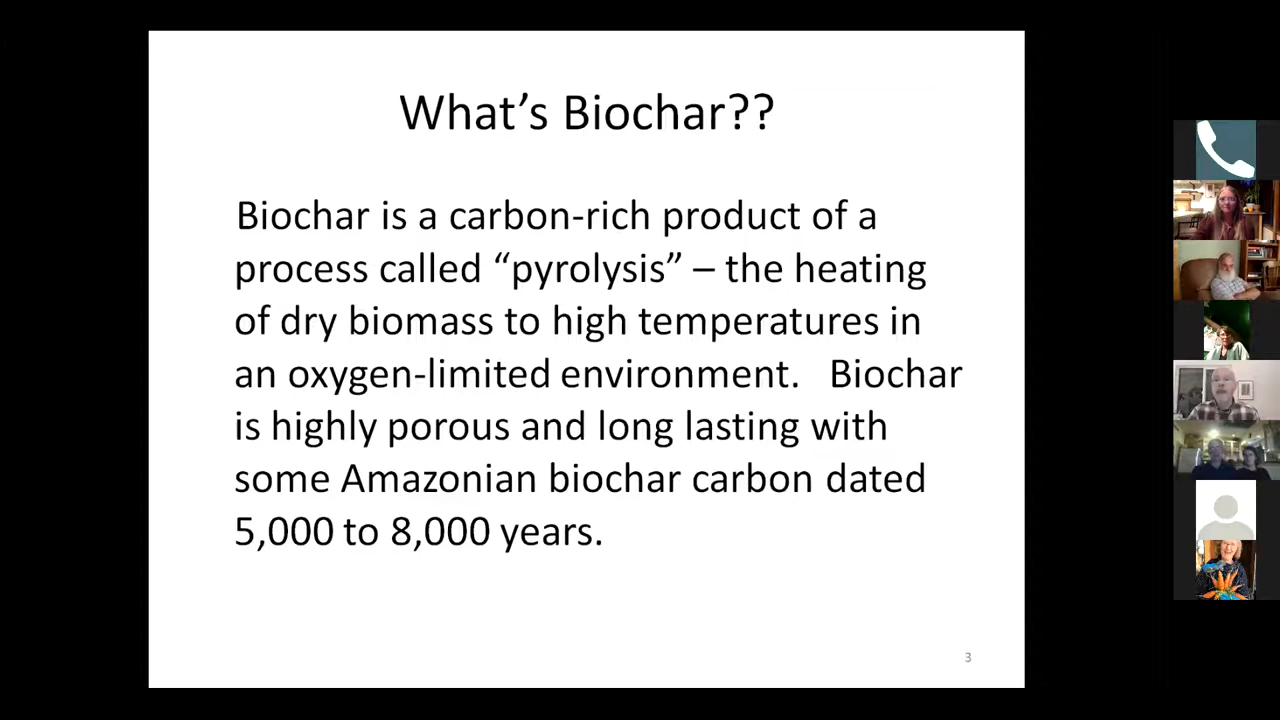 What’s Biochar??
Biochar is a carbon-rich product of a
process called “pyrolysis” – the heating
of dry biomass to high temperatures in
an oxygen-limited environment.   Biochar
is highly porous and long lasting with
some Amazonian biochar carbon dated
5,000 to 8,000 years.
3